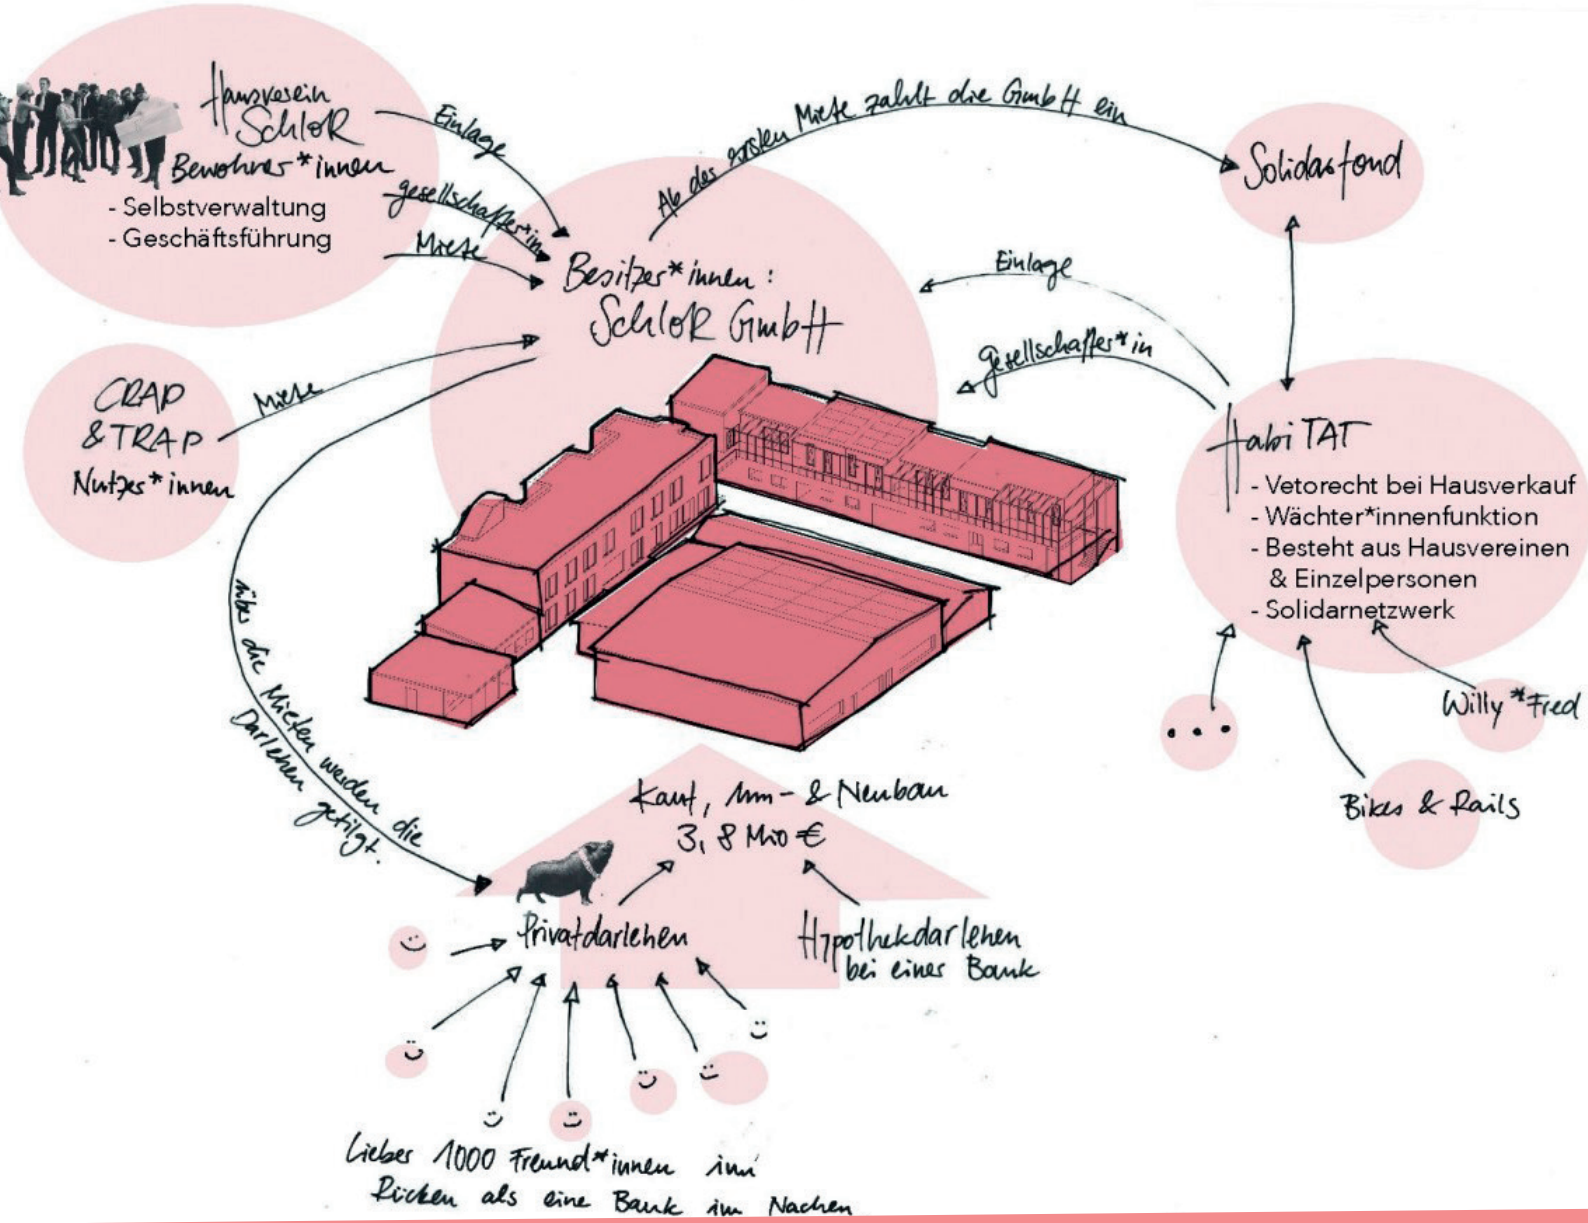 Hausverein
SchloR
Bewohner*innen
- Selbstverwaltung
- Geschäftsführung
Einlage
gesellschafter*in
Miete
CRAP
& TRAP
Nutzer*innen
Miete
Ab der ersten Miete zahlt die GmbH ein
Solidarfond
Besitzer*innen:
SchloR GmbH
Einlage
gesellschafter*in
HabiTAT
- Vetorecht bei Hausverkauf
- Wächter*innenfunktion
- Besteht aus Hausvereinen
& Einzelpersonen
- Solidarnetzwerk
Willy*Fred
Bikes & Rails
...
über die Mieten werden die
Darlehen getilgt.
Kauf, Um- & Neubau
3,8 Mio €
Privatdarlehen
Hypothekdarlehen
bei einer Bank
Lieber 1000 Freund*innen im
Rücken als eine Bank im Nacken